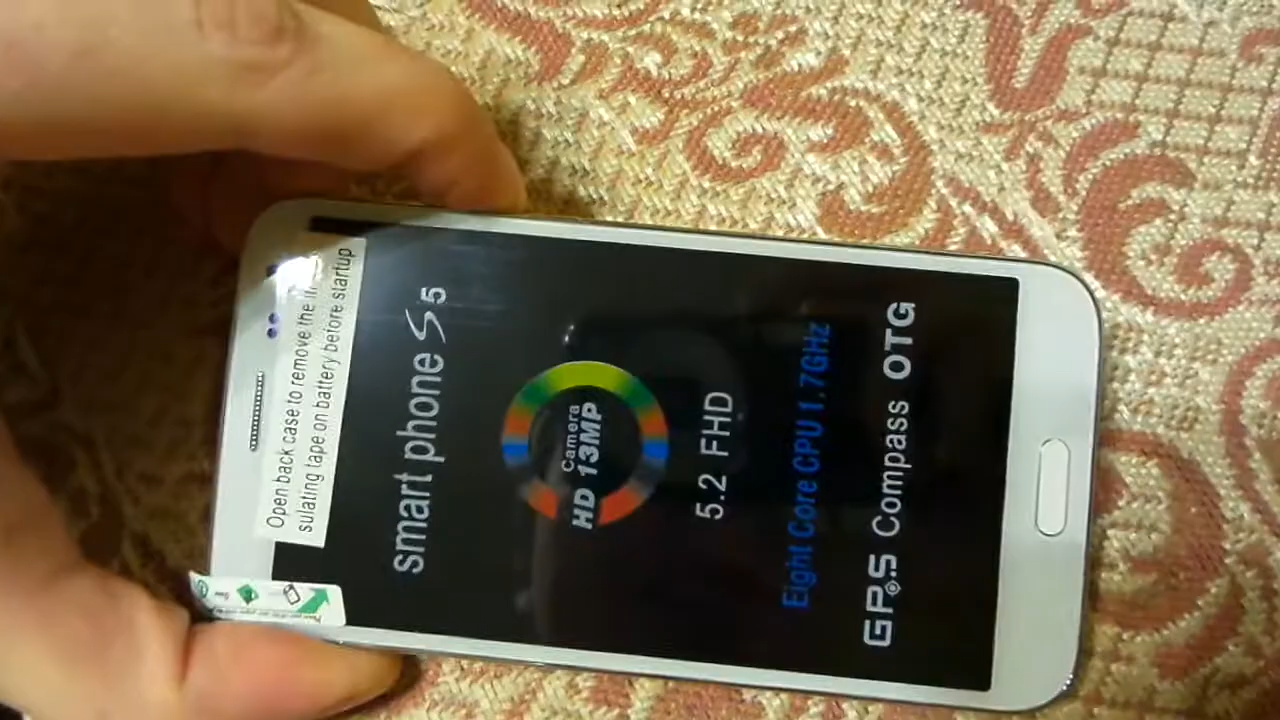 Open back case to remove the in
sulating tape on battery before startup
smart phone S5
Camera
HD 13MP
5.2 FHD
Eight Core CPU 1.7GHz
GPS Compass OTG